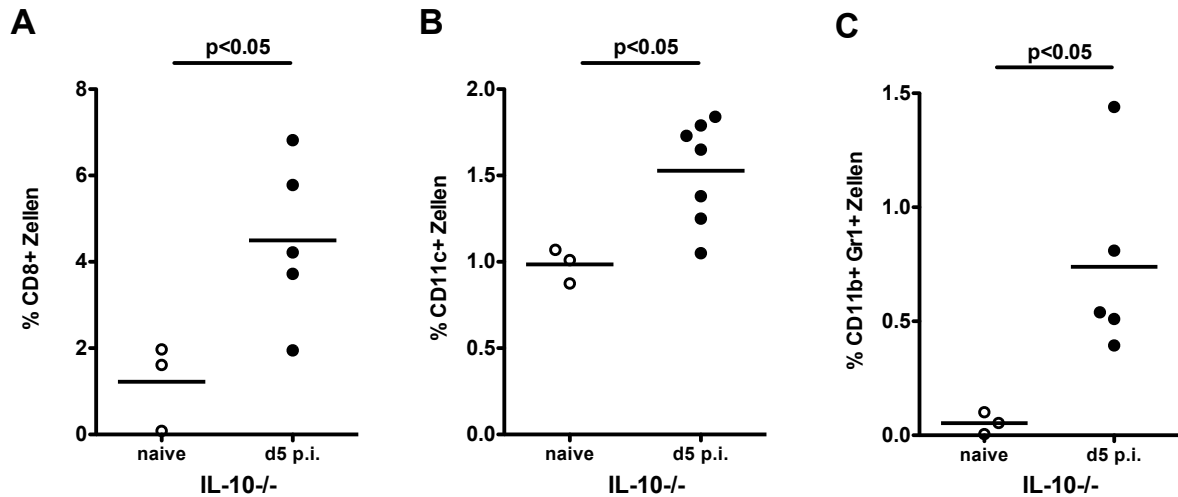 A
p<0.05
% CD8+ Zellen
8
6
4
2
0
naive
d5 p.i.
IL-10-/-
B
p<0.05
% CD11c+ Zellen
2.0
1.5
1.0
0.5
0.0
naive
d5 p.i.
IL-10-/-
C
p<0.05
% CD11b+ Gr1+ Zellen
1.5
1.0
0.5
0.0
naive
d5 p.i.
IL-10-/-